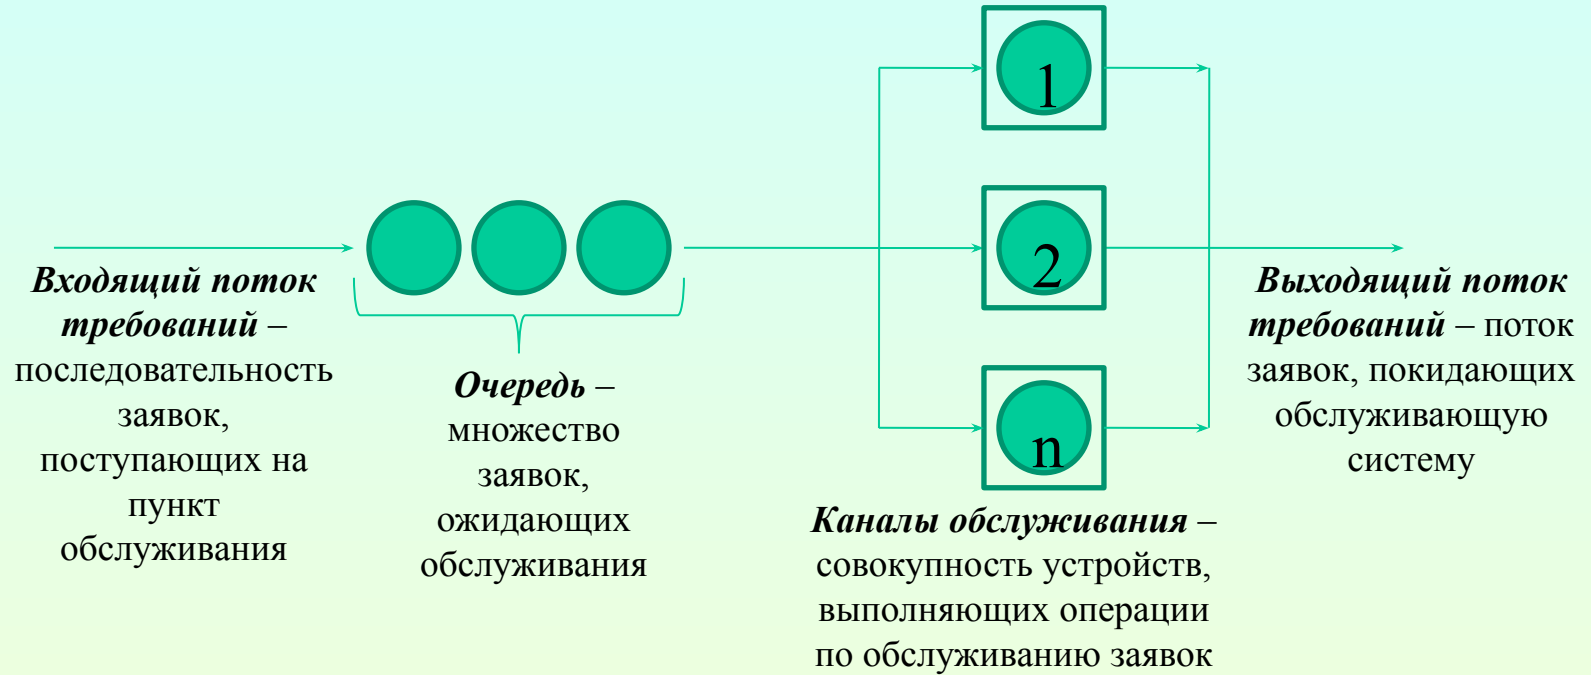 1
2
n
Входящий поток
требований –
последовательность
заявок,
поступающих на
пункт
обслуживания
Очередь –
множество
заявок,
ожидающих
обслуживания
Каналы обслуживания –
совокупность устройств,
выполняющих операции
по обслуживанию заявок
Выходящий поток
требований – поток
заявок, покидающих
обслуживающую
систему